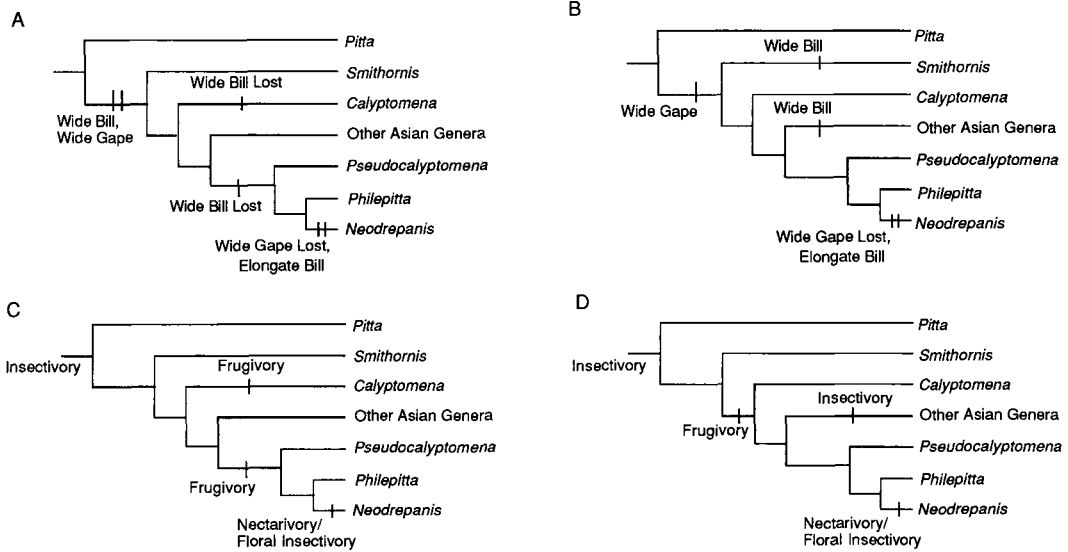 A
Pitta
Smithornis
Wide Bill Lost
Calyptomena
Wide Bill,
Wide Gape
Other Asian Genera
Pseudocalyptomena
Wide Bill Lost
Philepitta
Neodrepanis
Wide Gape Lost,
Elongate Bill
B
Pitta
Wide Bill
Smithornis
Wide Gape
Calyptomena
Wide Bill
Other Asian Genera
Pseudocalyptomena
Philepitta
Neodrepanis
Wide Gape Lost,
Elongate Bill
C
Pitta
Insectivory
Smithornis
Frugivory
Calyptomena
Other Asian Genera
Pseudocalyptomena
Frugivory
Philepitta
Neodrepanis
Nectarivory/
Floral Insectivory
D
Pitta
Insectivory
Smithornis
Calyptomena
Insectivory
Other Asian Genera
Frugivory
Pseudocalyptomena
Philepitta
Neodrepanis
Nectarivory/
Floral Insectivory